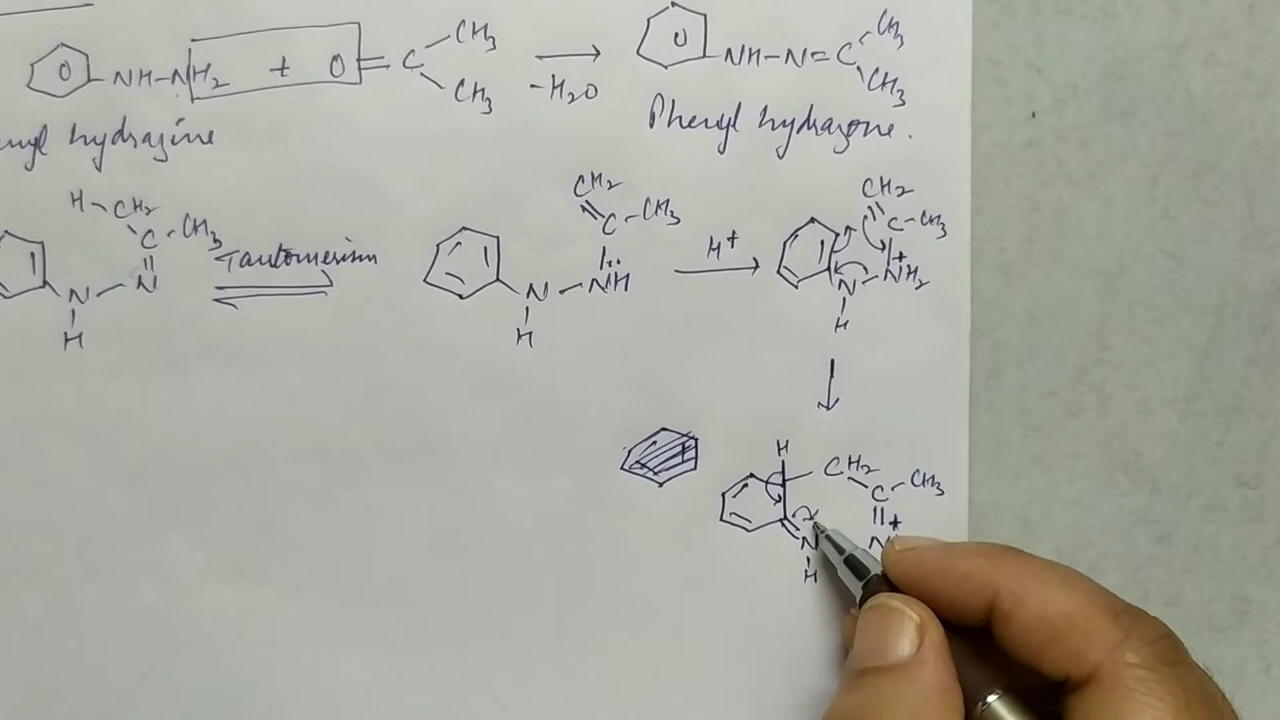 NH-NH2 + O=C CH3 CH3 → -H2O NH-N=C CH3 CH3
enyl hydrazine
Phenyl hydrazone.
H-CH2 C-CH3 N-N H
Tautomerism
CH2 C-CH3 N-NH H
H+
CH2 C-CH3 N-NH2 + H
H CH2 C-CH3 N H N +